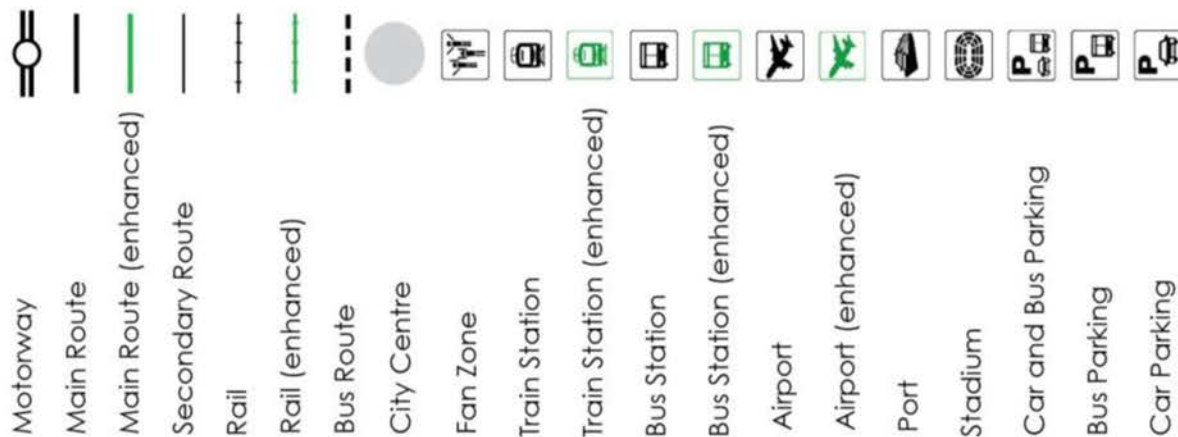 Motorway
Main Route
Main Route (enhanced)
Seccondary Route
Rail
Rail (enhanced)
Bus Route
City Centre
Fan Zone
Train Station
Train Station (enhanced)
Bus Station
Bus Station (enhanced)
Airport
Airport (enhanced)
Port
Stadium
P
Car and Bus Parking
P
Bus Parking
P
Car Parking